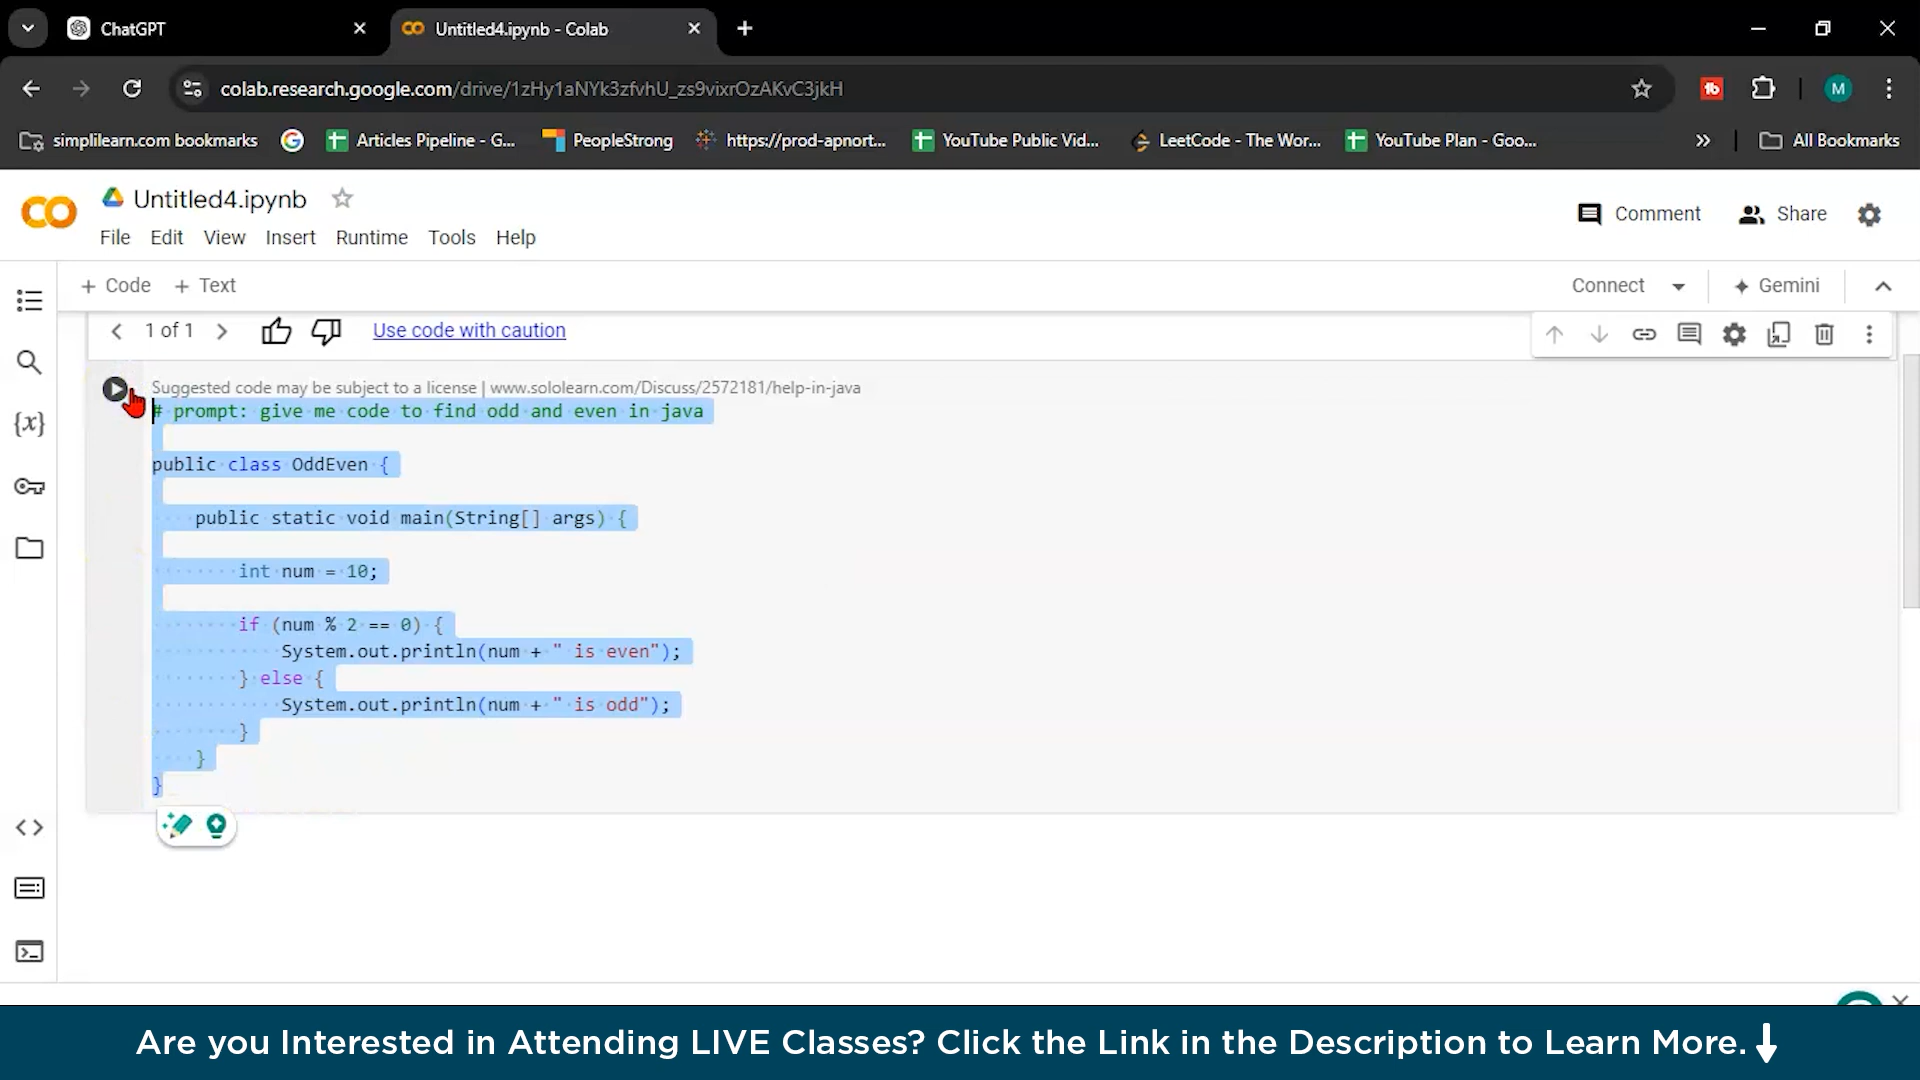 ChatGPT
Untitled4.ipynb - Colab
colab.research.google.com/drive/1zHy1aNYk3zfvhU_zs9vixrOzAKvC3jkH
M
simplilearn.com bookmarks
Articles Pipeline - G...
PeopleStrong
https://prod-apnort...
YouTube Public Vid...
LeetCode - The Wor...
YouTube Plan - Goo...
All Bookmarks
Untitled4.ipynb
Comment
Share
File Edit View Insert Runtime Tools Help
+ Code + Text
Connect
Gemini
1 of 1
Use code with caution
Suggested code may be subject to a license | www.sololearn.com/Discuss/2572181/help-in-java
# prompt: give me code to find odd and even in java
public class OddEven {
public static void main(String[] args) {
int num = 10;
if (num % 2 == 0) {
System.out.println(num + " is even");
} else {
System.out.println(num + " is odd");
}
}
}
Are you Interested in Attending LIVE Classes? Click the Link in the Description to Learn More.